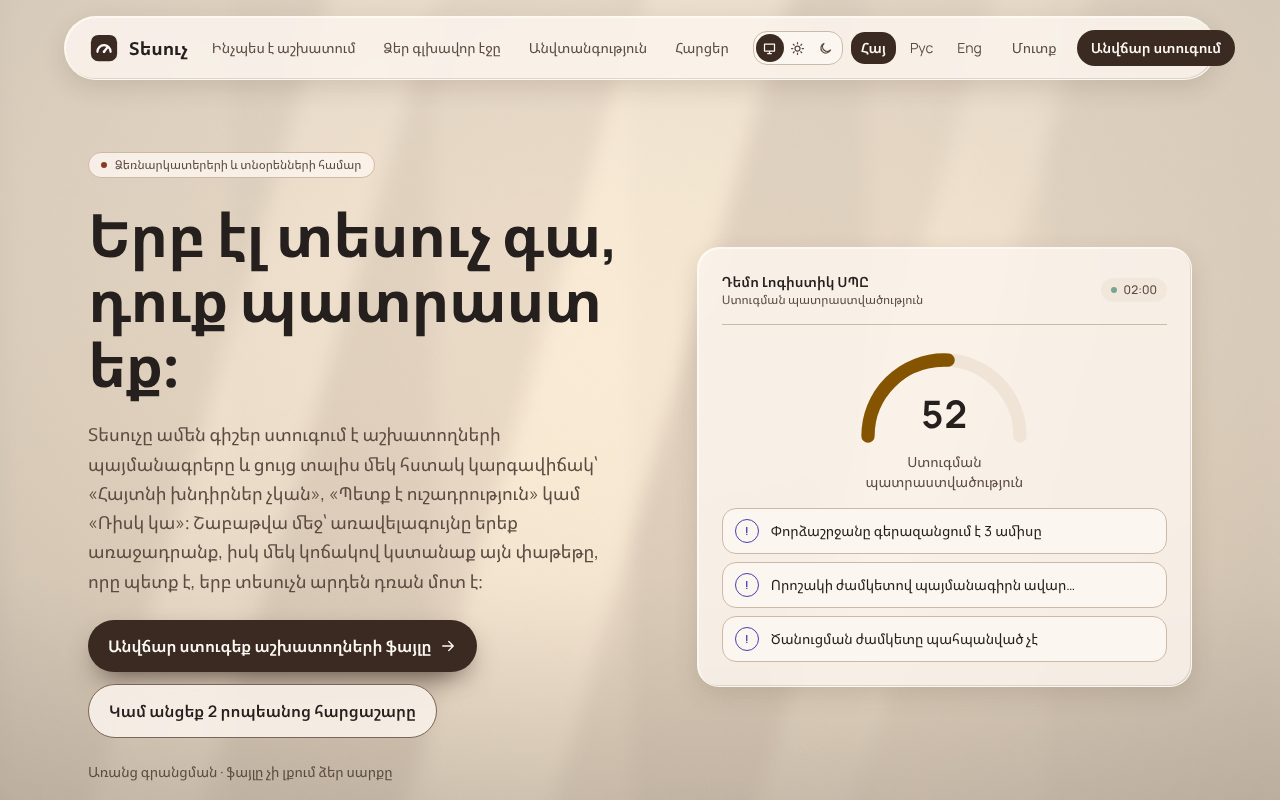 Տեսուչ
Ինչպես է աշխատում
Ձեր գլխավոր էջը
Անվտանգություն
Հարցեր
Հայ
Рус
Eng
Մուտք
Անվճար ստուգում
Ձեռնարկատերերի և տնօրենների համար
Երբ էլ տեսուչ գա,
դուք պատրաստ
եք:
Տեսուչը ամեն գիշեր ստուգում է աշխատողների
պայմանագրերը և ցույց տալիս մեկ հստակ կարգավիճակ՝
«Հայտնի խնդիրներ չկան», «Պետք է ուշադրություն» կամ
«Ռիսկ կա»: Շաբաթվա մեջ՝ առավելագույնը երեք
առաջադրանք, իսկ մեկ կոճակով կստանաք այն փաթեթը,
որը պետք է, երբ տեսուչն արդեն դռան մոտ է:
Անվճար ստուգեք աշխատողների ֆայլը →
Կամ անցեք 2 րոպեանոց հարցաշարը
Առանց գրանցման · ֆայլը չի լքում ձեր սարքը
Դեմո Լոգիստիկ ՍՊԸ
Ստուգման պատրաստվածություն
02:00
52
Ստուգման
պատրաստվածություն
! Փորձաշրջանը գերազանցում է 3 ամիսը
! Որոշակի ժամկետով պայմանագիրն ավար...
! Ծանուցման ժամկետը պահպանված չէ